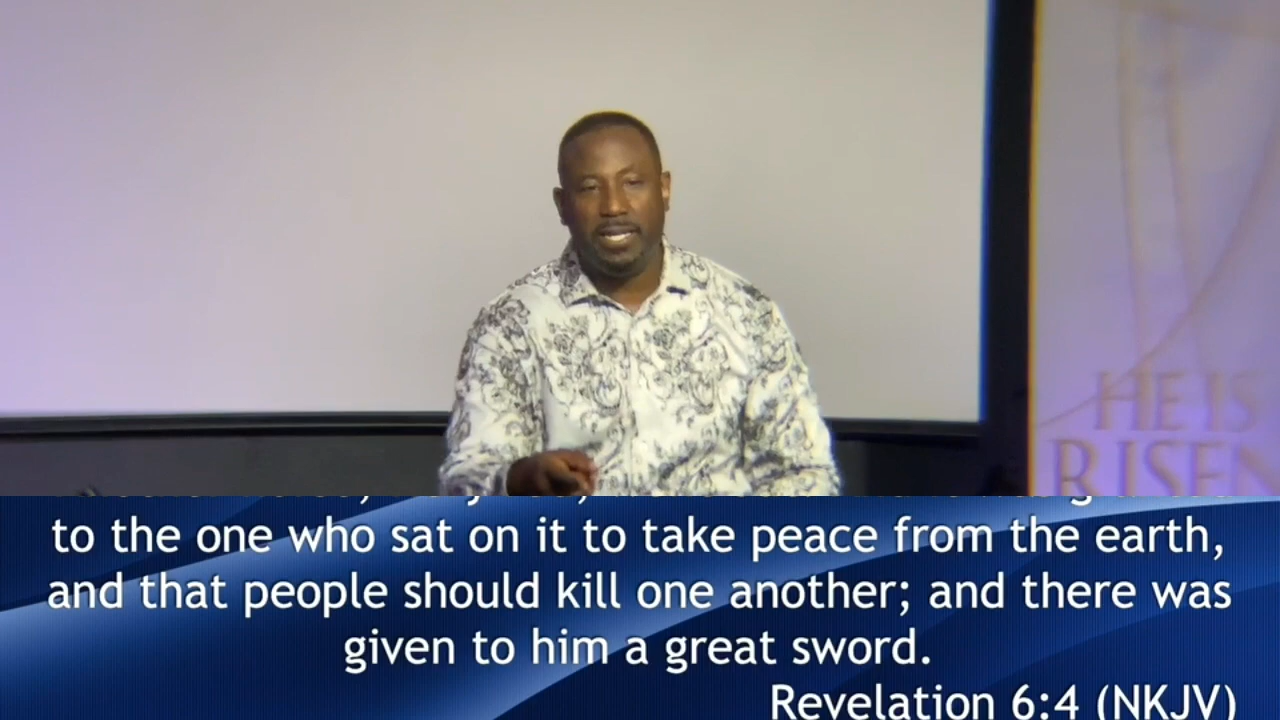 HE IS
RISEN
to the one who sat on it to take peace from the earth,
and that people should kill one another; and there was
given to him a great sword.
Revelation 6:4 (NKJV)